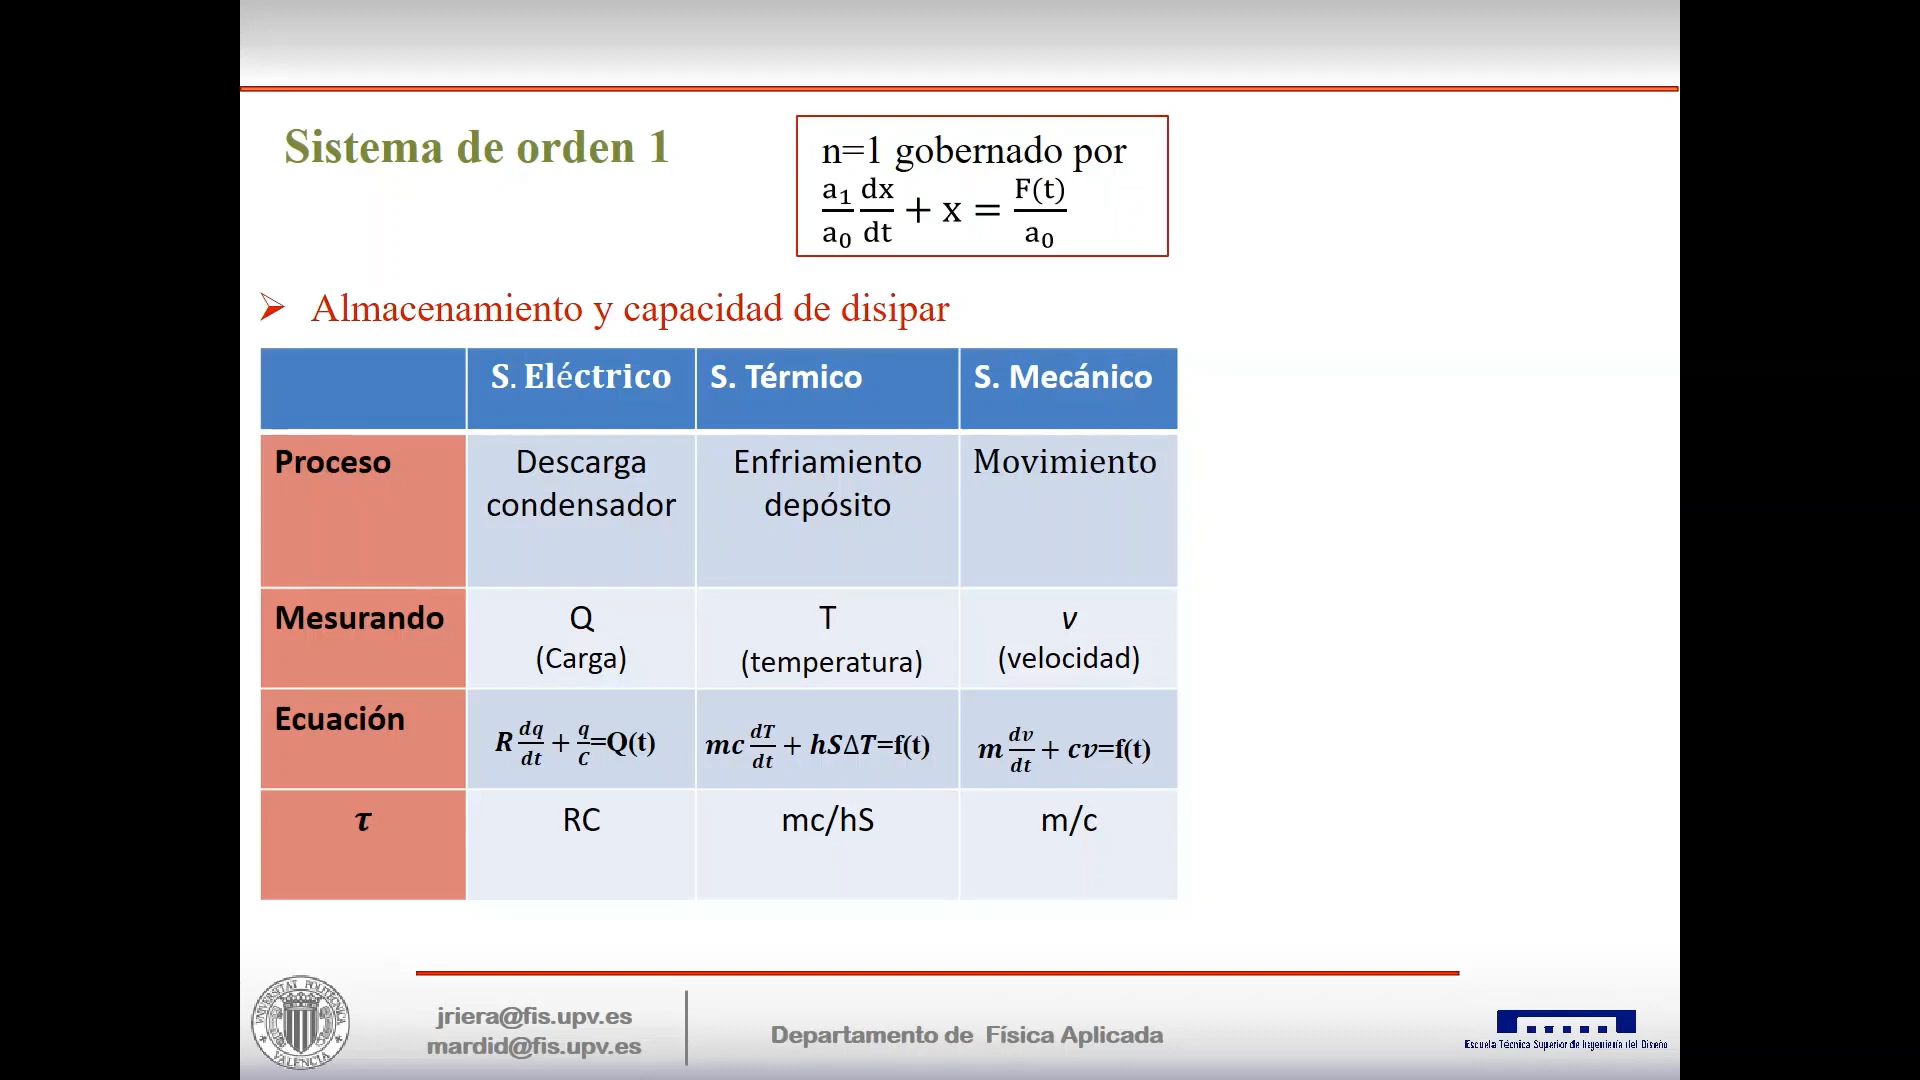 Sistema de orden 1
n=1 gobernado por
a₁/a₀ dx/dt + x = F(t)/a₀
Almacenamiento y capacidad de disipar
S. Eléctrico S. Térmico S. Mecánico
Proceso Descarga condensador Enfriamiento depósito Movimiento
Mesurando Q (Carga) T (temperatura) v (velocidad)
Ecuación R dq/dt + q/C =Q(t) mc dT/dt + hSΔT=f(t) m dv/dt + cv=f(t)
τ RC mc/hS m/c
UNIVERSITAT POLITECNICA
VALENCIA
jriera@fis.upv.es
mardid@fis.upv.es
Departamento de Física Aplicada
Escuela Técnica Superior de Ingeniería del Diseño